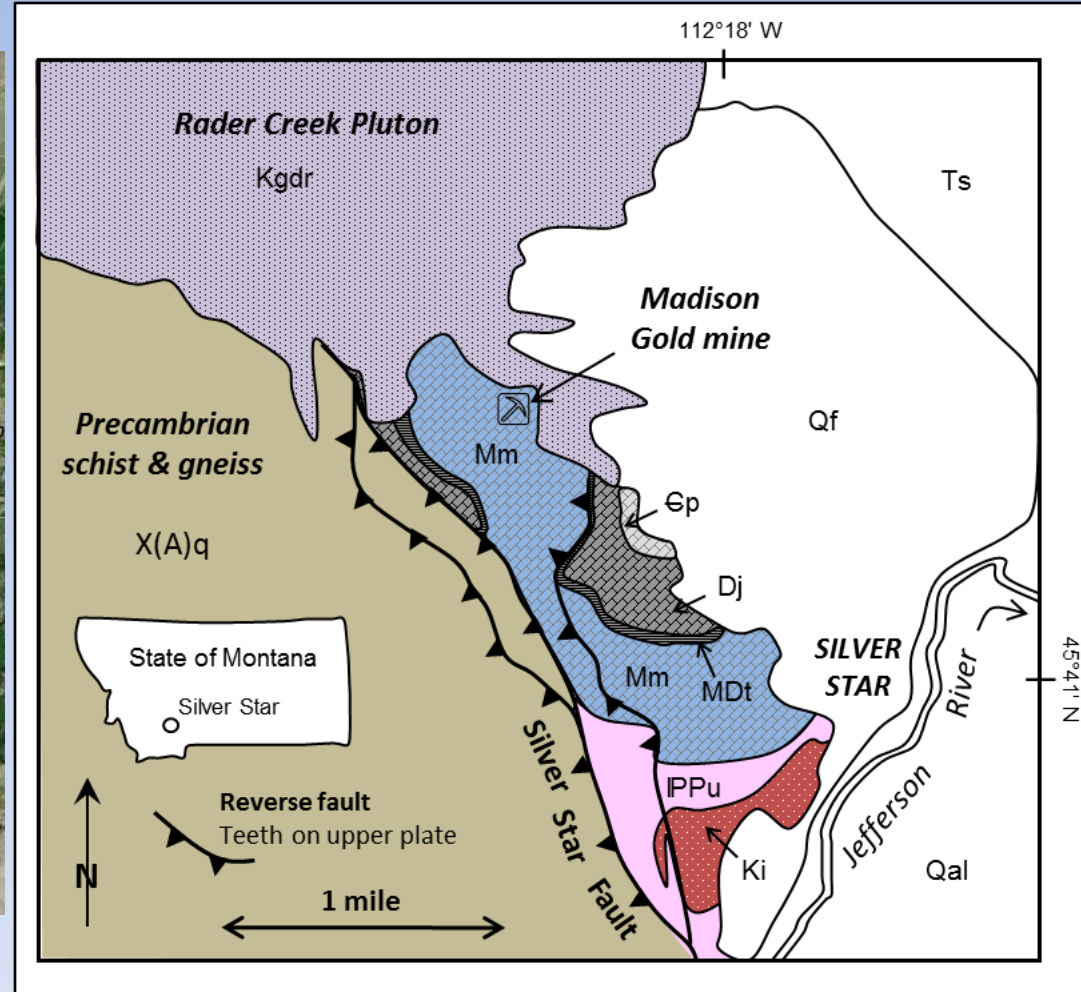 112°18' W
Rader Creek Pluton
Kgdr
Ts
Madison
Gold mine
Qf
Precambrian
schist & gneiss
Mm
Єp
X(A)q
Dj
State of Montana
Silver Star
SILVER
STAR
River
45°41' N
Mm
MDt
Silver Star Fault
IPPu
Reverse fault
Teeth on upper plate
Jefferson
Ki
Qal
N
1 mile